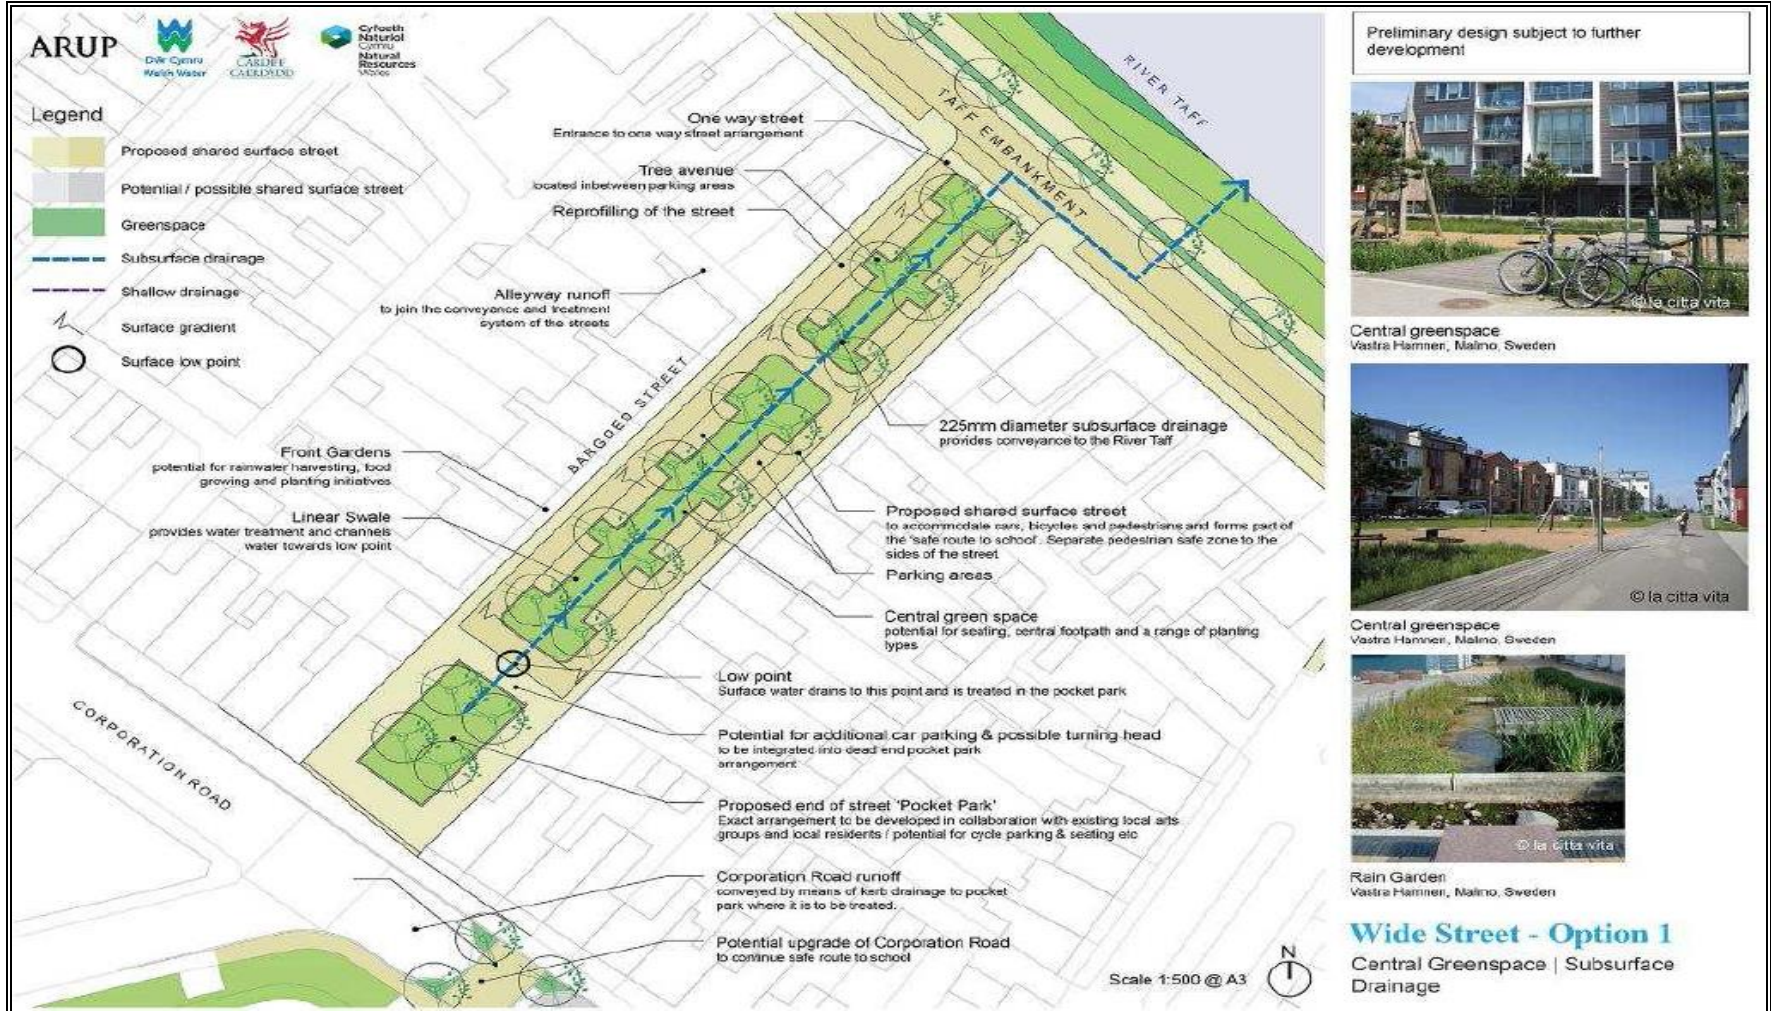 ARUP
Dŵr Cymru
Welsh Water
CARDIFF
CAERDYDD
Cyfoeth
Naturiol
Cymru
Natural
Resources
Wales
Legend
Proposed shared surface street
Potential / possible shared surface street
Greenspace
Subsurface drainage
Shallow drainage
Surface gradient
Surface low point
One way street
Entrance to one way street arrangement
Tree avenue
located inbetween parking areas
Reprofilling of the street
Alleyway runoff
to join the conveyance and treatment
system of the streets
Front Gardens
potential for rainwater harvesting, food
growing and planting initiatives
Linear Swale
provides water treatment and channels
water towards low point
BARGOED STREET
TAFF EMBANKMENT
RIVER TAFF
CORPORATION ROAD
225mm diameter subsurface drainage
provides conveyance to the River Taff
Proposed shared surface street
to accommodate cars, bicycles and pedestrians and forms part of
the 'safe route to school'. Separate pedestrian safe zone to the
sides of the street
Parking areas
Central green space
potential for seating, central footpath and a range of planting
types
Low point
Surface water drains to this point and is treated in the pocket park
Potential for additional car parking & possible turning head
to be integrated into dead end pocket park
arrangement
Proposed end of street 'Pocket Park'
Exact arrangement to be developed in collaboration with existing local arts
groups and local residents / potential for cycle parking & seating etc
Corporation Road runoff
conveyed by means of kerb drainage to pocket
park where it is to be treated.
Potential upgrade of Corporation Road
to continue safe route to school
Scale 1:500 @ A3
N
Preliminary design subject to further
development
© la citta vita
Central greenspace
Vastra Hamnen, Malmo, Sweden
© la citta vita
Central greenspace
Vastra Hamnen, Malmo, Sweden
© la citta vita
Rain Garden
Vastra Hamnen, Malmo, Sweden
Wide Street - Option 1
Central Greenspace | Subsurface
Drainage